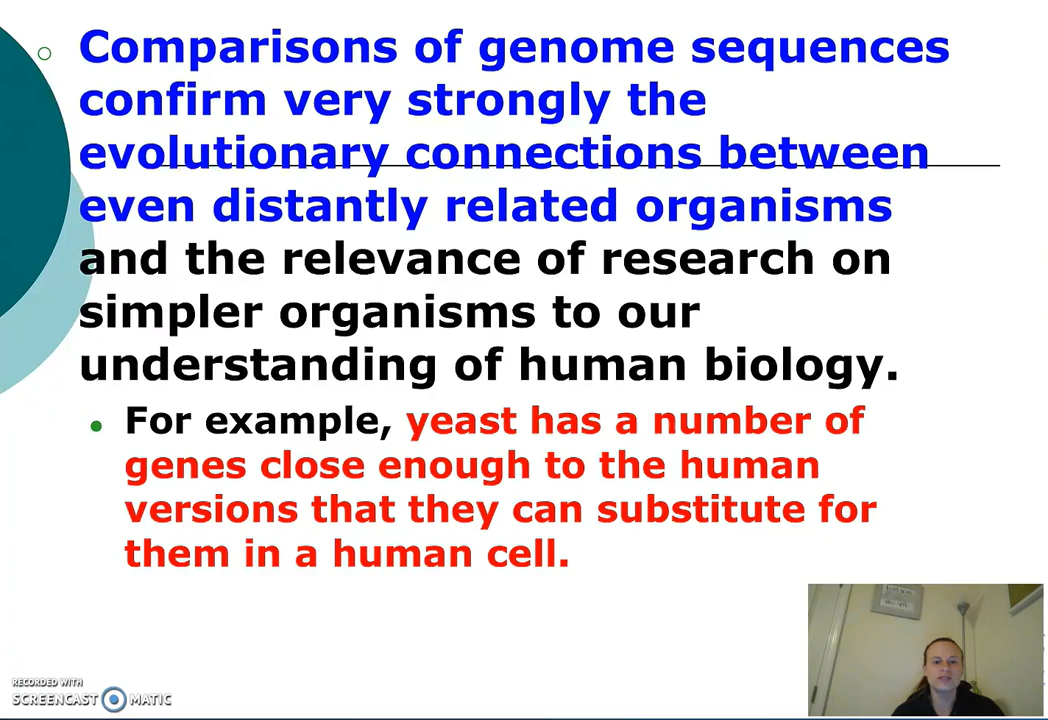 Comparisons of genome sequences
confirm very strongly the
evolutionary connections between
even distantly related organisms
and the relevance of research on
simpler organisms to our
understanding of human biology.
For example, yeast has a number of
genes close enough to the human
versions that they can substitute for
them in a human cell.
RECORDED WITH
SCREENCAST MATIC